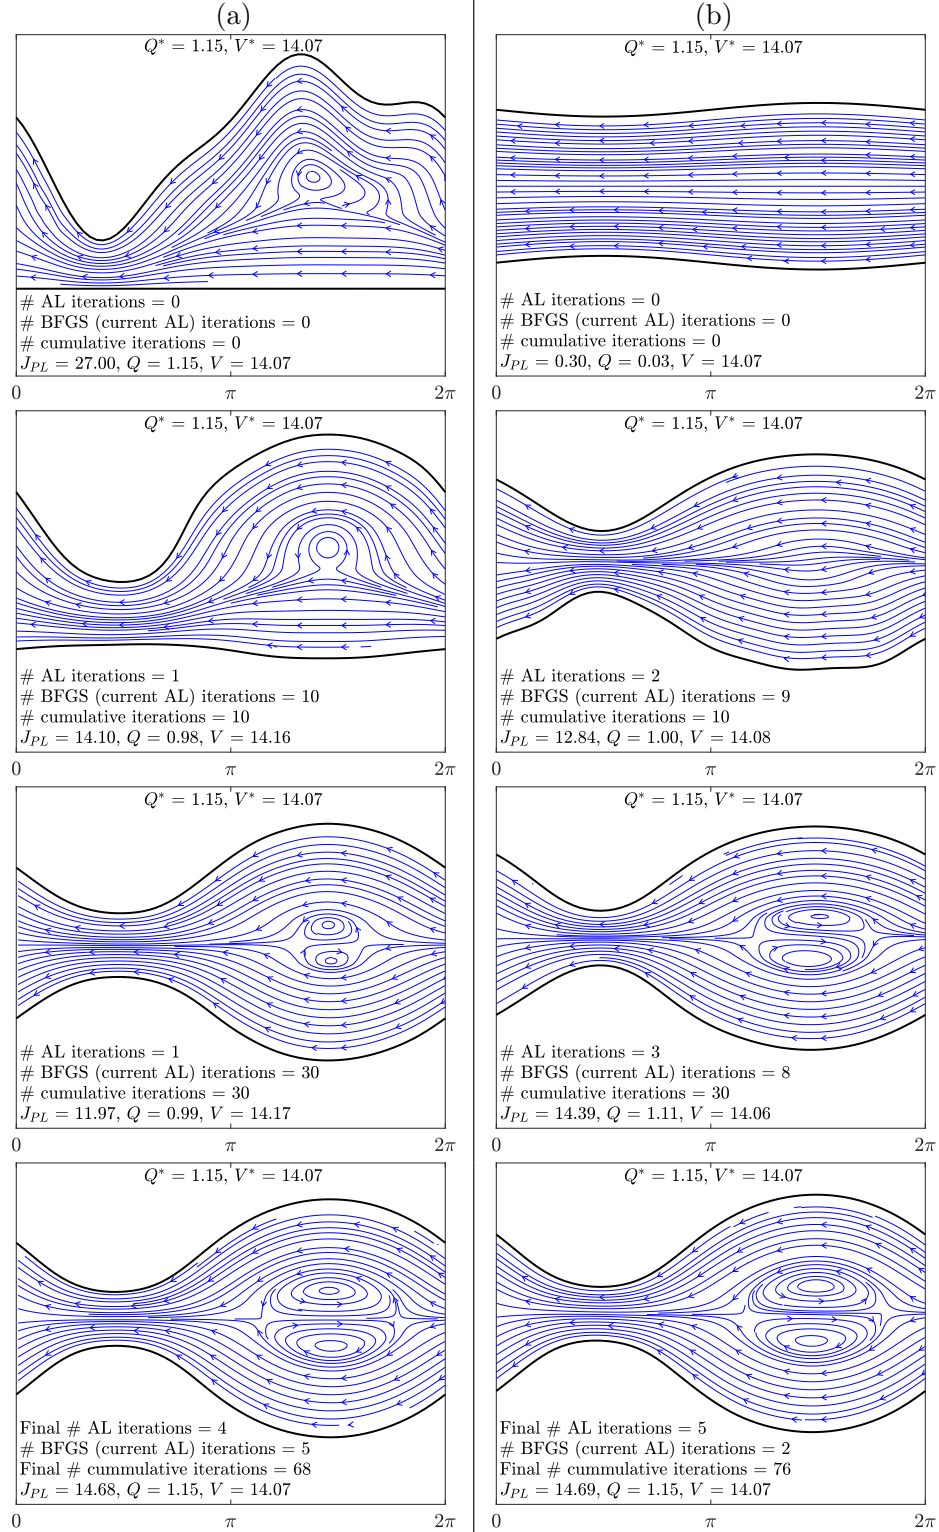 (a)
Q* = 1.15, V* = 14.07
# AL iterations = 0
# BFGS (current AL) iterations = 0
# cumulative iterations = 0
J_PL = 27.00, Q = 1.15, V = 14.07
0 π 2π
Q* = 1.15, V* = 14.07
# AL iterations = 1
# BFGS (current AL) iterations = 10
# cumulative iterations = 10
J_PL = 14.10, Q = 0.98, V = 14.16
0 π 2π
Q* = 1.15, V* = 14.07
# AL iterations = 1
# BFGS (current AL) iterations = 30
# cumulative iterations = 30
J_PL = 11.97, Q = 0.99, V = 14.17
0 π 2π
Q* = 1.15, V* = 14.07
Final # AL iterations = 4
# BFGS (current AL) iterations = 5
Final # cummulative iterations = 68
J_PL = 14.68, Q = 1.15, V = 14.07
0 π 2π
(b)
Q* = 1.15, V* = 14.07
# AL iterations = 0
# BFGS (current AL) iterations = 0
# cumulative iterations = 0
J_PL = 0.30, Q = 0.03, V = 14.07
0 π 2π
Q* = 1.15, V* = 14.07
# AL iterations = 2
# BFGS (current AL) iterations = 9
# cumulative iterations = 10
J_PL = 12.84, Q = 1.00, V = 14.08
0 π 2π
Q* = 1.15, V* = 14.07
# AL iterations = 3
# BFGS (current AL) iterations = 8
# cumulative iterations = 30
J_PL = 14.39, Q = 1.11, V = 14.06
0 π 2π
Q* = 1.15, V* = 14.07
Final # AL iterations = 5
# BFGS (current AL) iterations = 2
Final # cummulative iterations = 76
J_PL = 14.69, Q = 1.15, V = 14.07
0 π 2π